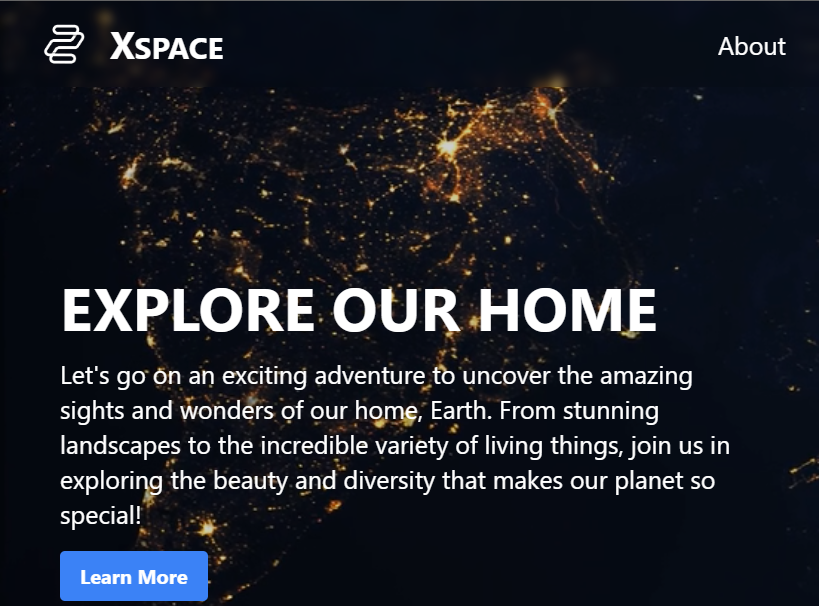 XSPACE
About
EXPLORE OUR HOME
Let's go on an exciting adventure to uncover the amazing
sights and wonders of our home, Earth. From stunning
landscapes to the incredible variety of living things, join us in
exploring the beauty and diversity that makes our planet so
special!
Learn More